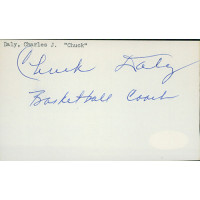 Daly, Charles J. "Chuck"
Chuck Daly
Basketball Coach